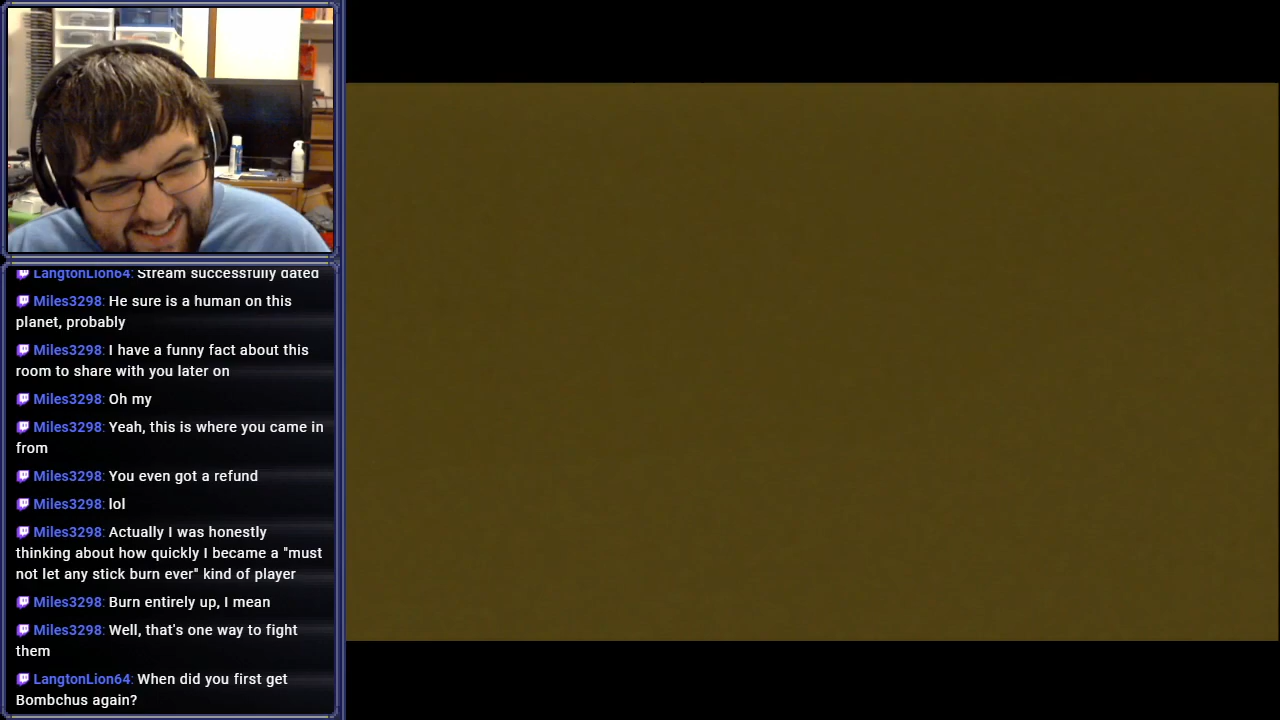 LangtonLion64: Stream successfully dated
Miles3298: He sure is a human on this
planet, probably
Miles3298: I have a funny fact about this
room to share with you later on
Miles3298: Oh my
Miles3298: Yeah, this is where you came in
from
Miles3298: You even got a refund
Miles3298: lol
Miles3298: Actually I was honestly
thinking about how quickly I became a "must
not let any stick burn ever" kind of player
Miles3298: Burn entirely up, I mean
Miles3298: Well, that's one way to fight
them
LangtonLion64: When did you first get
Bombchus again?